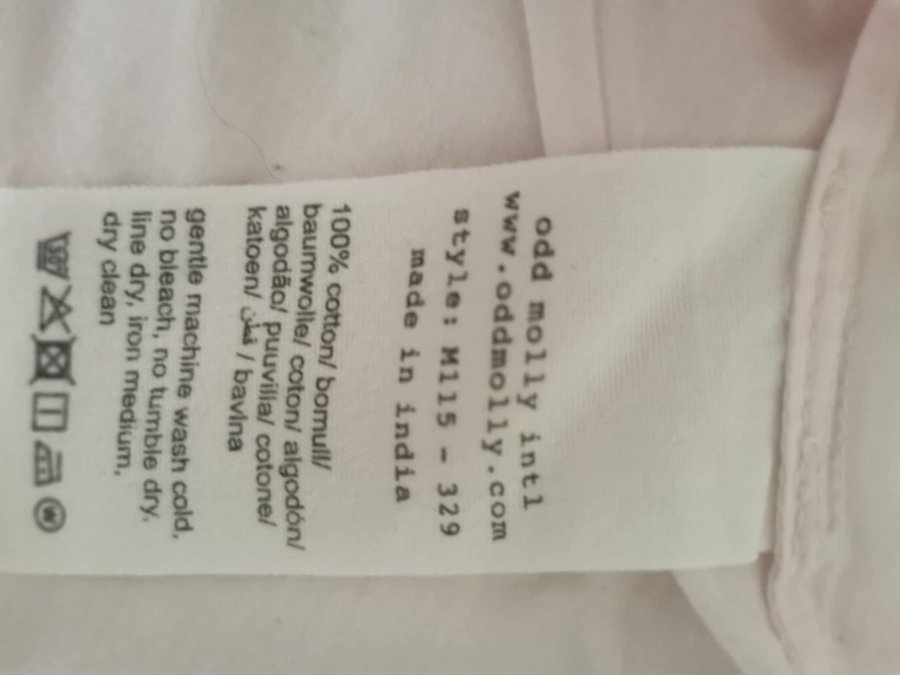 odd molly intl
www.oddmolly.com
style: M115 - 329
made in india
100% cotton/ bomull/
baumwolle/ coton/ algodón/
algodão/ puuvilla/ cotone/
katoen/ قطن / bavlna
gentle machine wash cold,
no bleach, no tumble dry,
line dry, iron medium,
dry clean